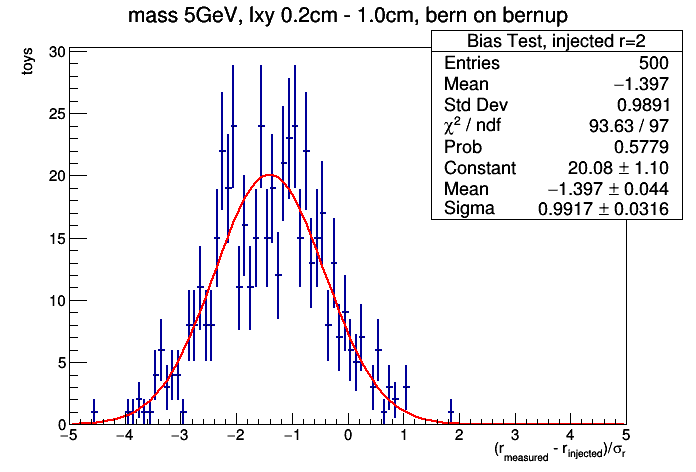 mass 5GeV, lxy 0.2cm - 1.0cm, bern on bernup
Bias Test, injected r=2
Entries 500
Mean −1.397
Std Dev 0.9891
χ² / ndf 93.63 / 97
Prob 0.5779
Constant 20.08 ± 1.10
Mean −1.397 ± 0.044
Sigma 0.9917 ± 0.0316
toys
30
25
20
15
10
5
0
−5 −4 −3 −2 −1 0 1 2 3 4 5
(r_measured - r_injected)/σ_r